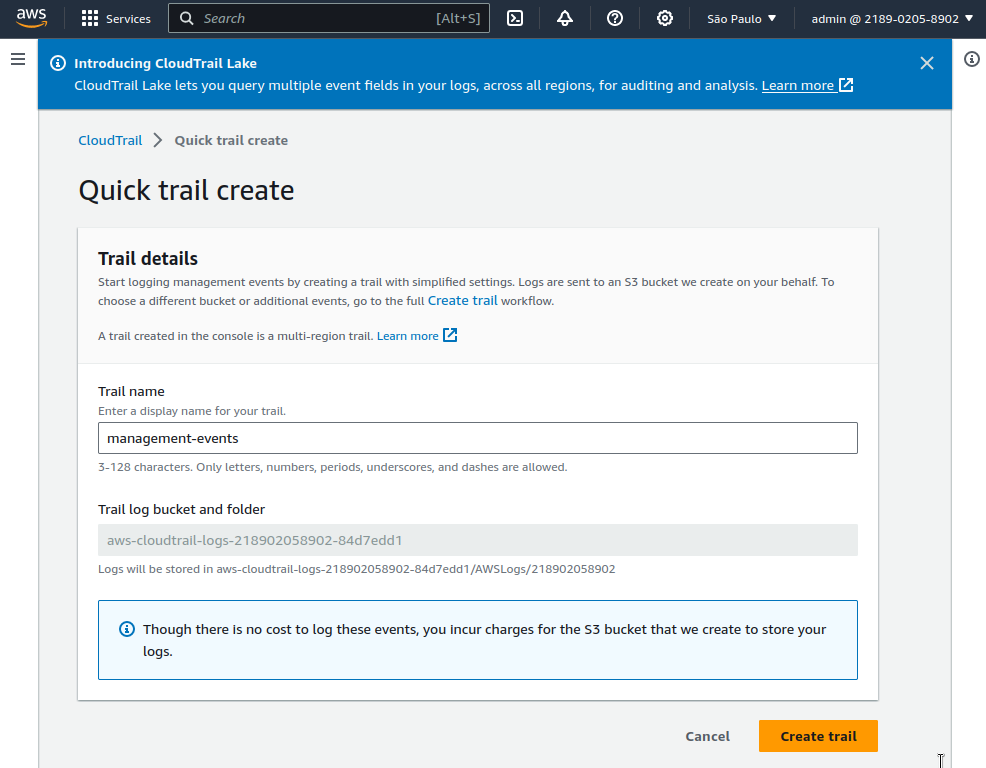 aws Services Search [Alt+S] São Paulo admin @ 2189-0205-8902
Introducing CloudTrail Lake
CloudTrail Lake lets you query multiple event fields in your logs, across all regions, for auditing and analysis. Learn more
CloudTrail Quick trail create
Quick trail create
Trail details
Start logging management events by creating a trail with simplified settings. Logs are sent to an S3 bucket we create on your behalf. To
choose a different bucket or additional events, go to the full Create trail workflow.
A trail created in the console is a multi-region trail. Learn more
Trail name
Enter a display name for your trail.
management-events
3-128 characters. Only letters, numbers, periods, underscores, and dashes are allowed.
Trail log bucket and folder
aws-cloudtrail-logs-218902058902-84d7edd1
Logs will be stored in aws-cloudtrail-logs-218902058902-84d7edd1/AWSLogs/218902058902
Though there is no cost to log these events, you incur charges for the S3 bucket that we create to store your
logs.
Cancel Create trail